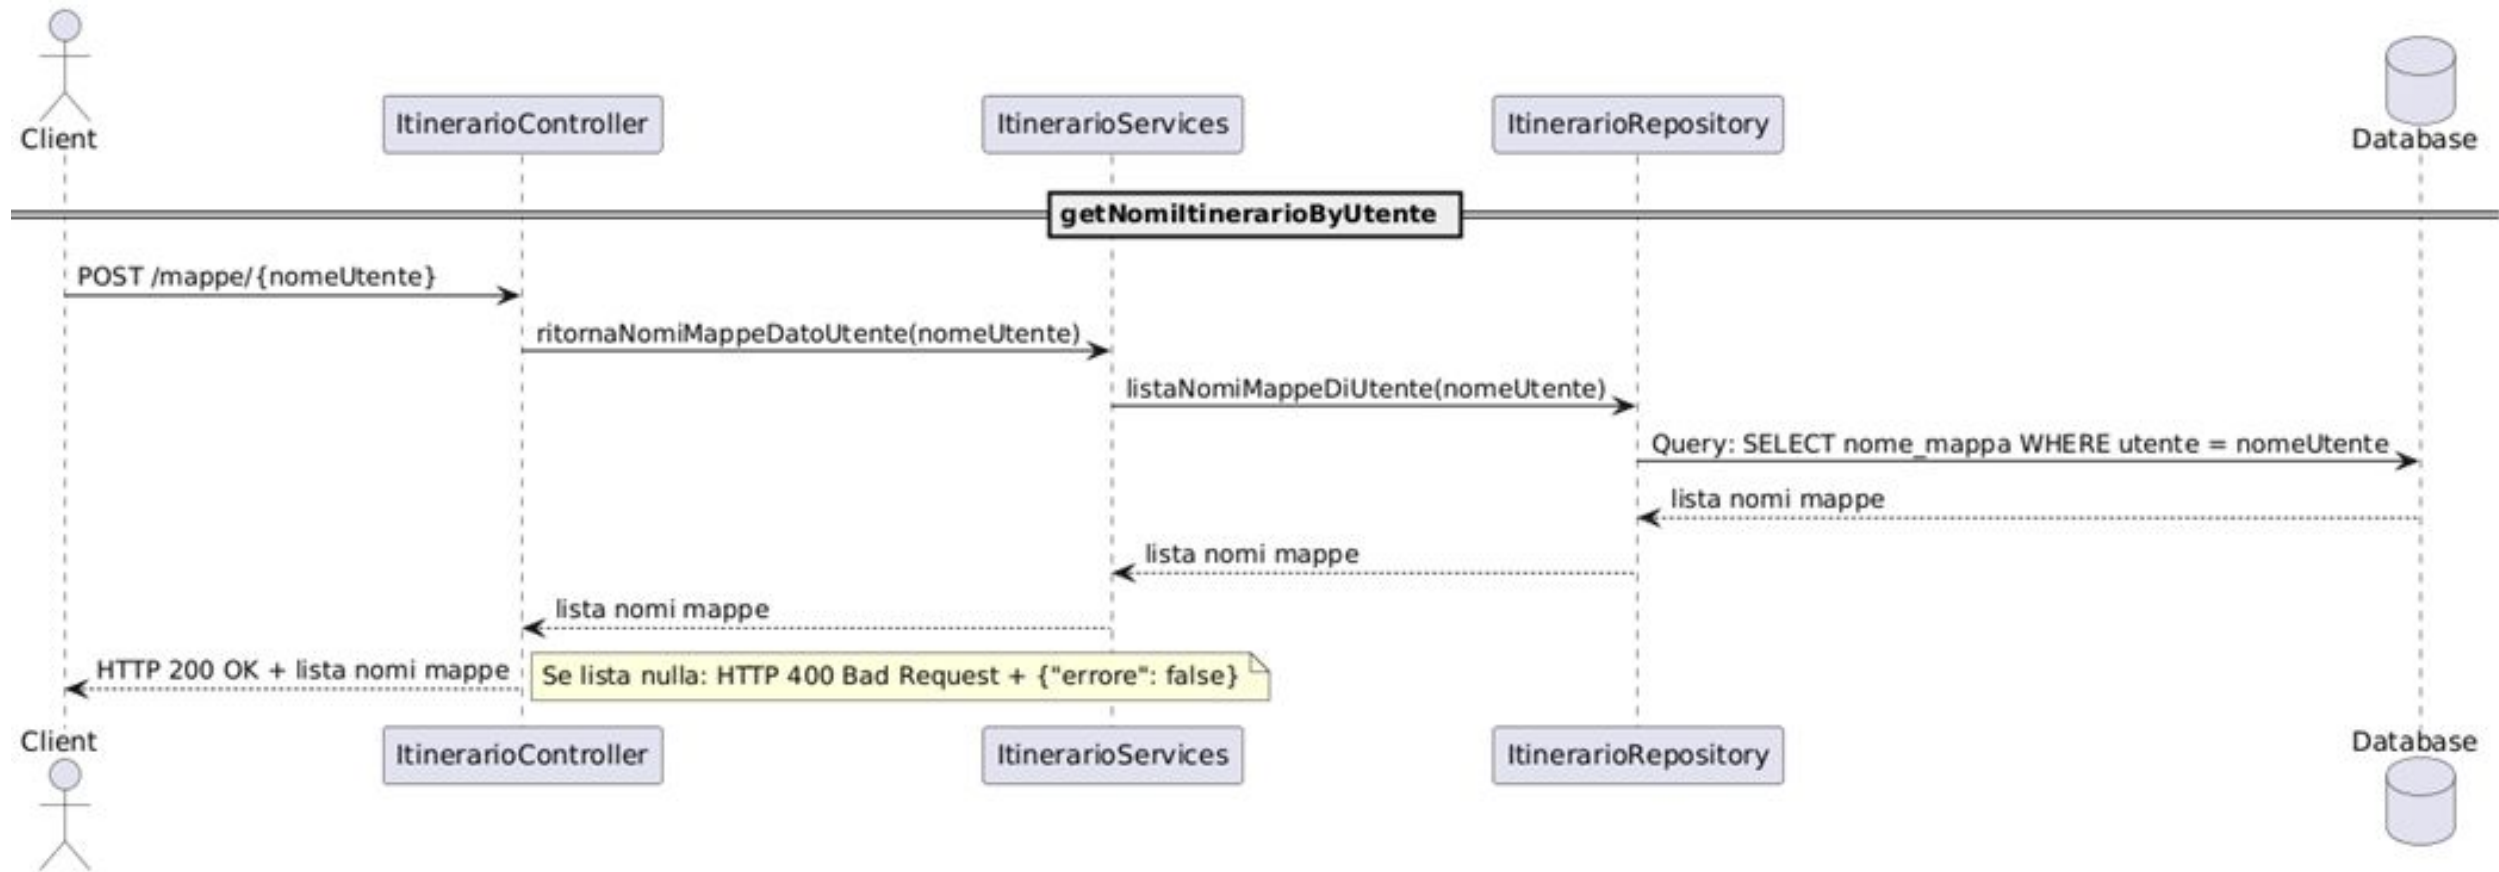 Client
ItinerarioController
ItinerarioServices
ItinerarioRepository
Database
getNomiItinerarioByUtente
POST /mappe/{nomeUtente}
ritornaNomiMappeDatoUtente(nomeUtente)
listaNomiMappeDiUtente(nomeUtente)
Query: SELECT nome_mappa WHERE utente = nomeUtente
lista nomi mappe
lista nomi mappe
lista nomi mappe
HTTP 200 OK + lista nomi mappe
Se lista nulla: HTTP 400 Bad Request + {"errore": false}
Client
ItinerarioController
ItinerarioServices
ItinerarioRepository
Database